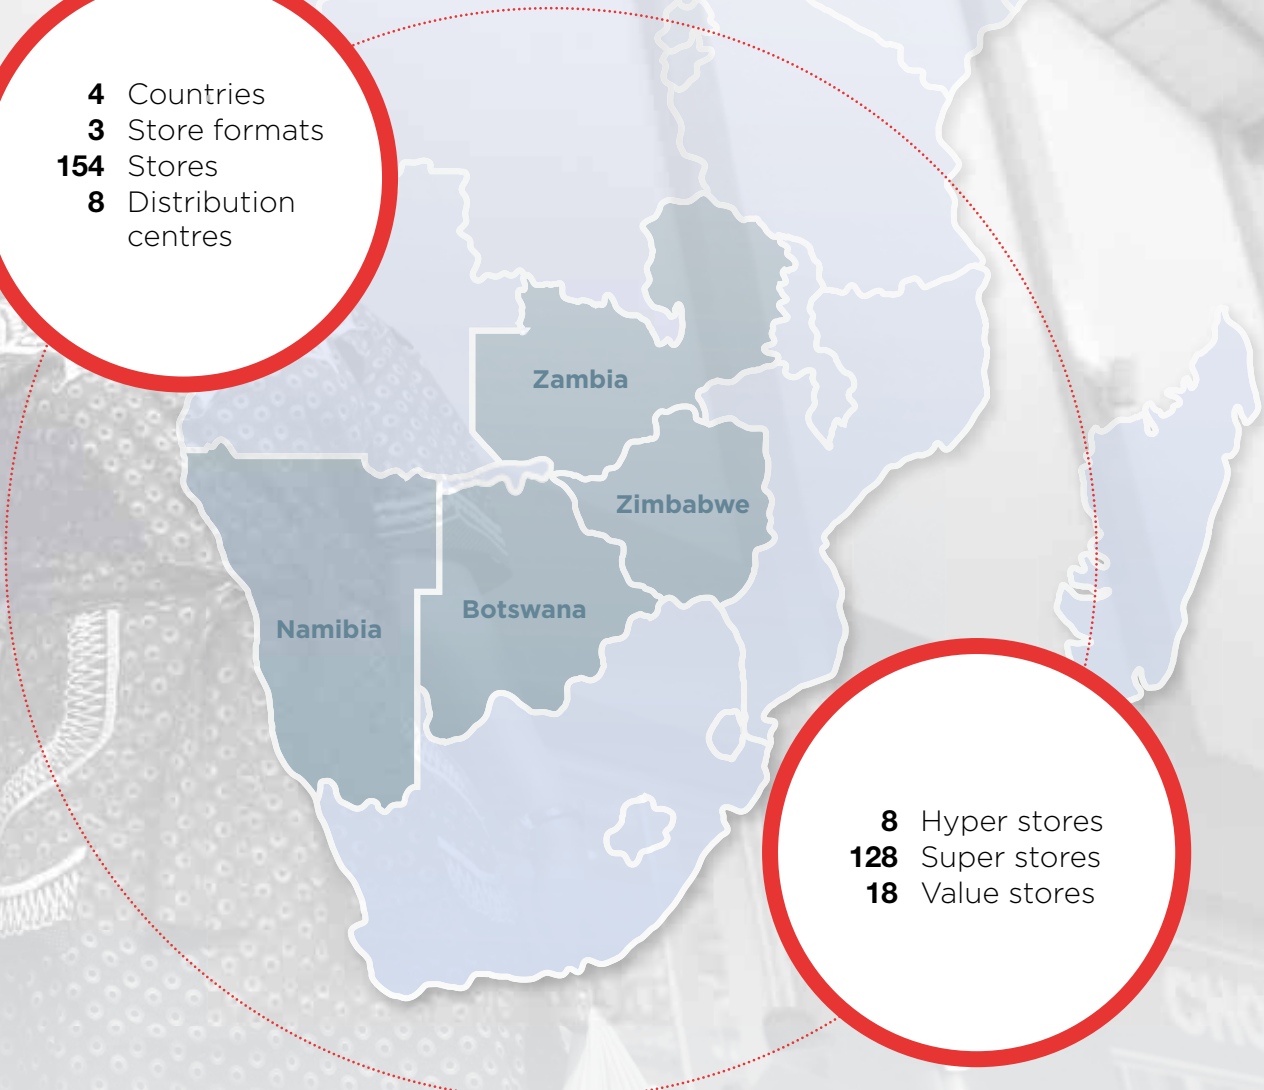 4 Countries
3 Store formats
154 Stores
8 Distribution
centres
Zambia
Zimbabwe
Botswana
Namibia
8 Hyper stores
128 Super stores
18 Value stores